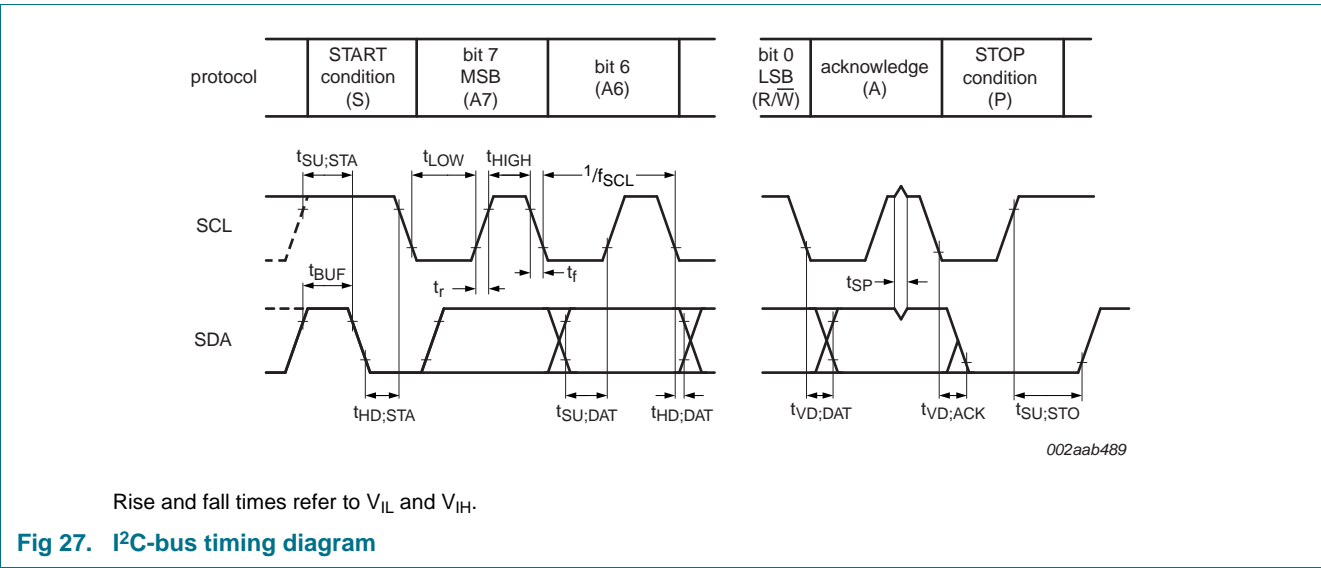 protocol
START condition (S)
bit 7 MSB (A7)
bit 6 (A6)
bit 0 LSB (R/W̅)
acknowledge (A)
STOP condition (P)
tSU;STA
tLOW
tHIGH
1/fSCL
SCL
tBUF
tr
tf
tSP
SDA
tHD;STA
tSU;DAT
tHD;DAT
tVD;DAT
tVD;ACK
tSU;STO
002aab489
Rise and fall times refer to VIL and VIH.
Fig 27. I²C-bus timing diagram